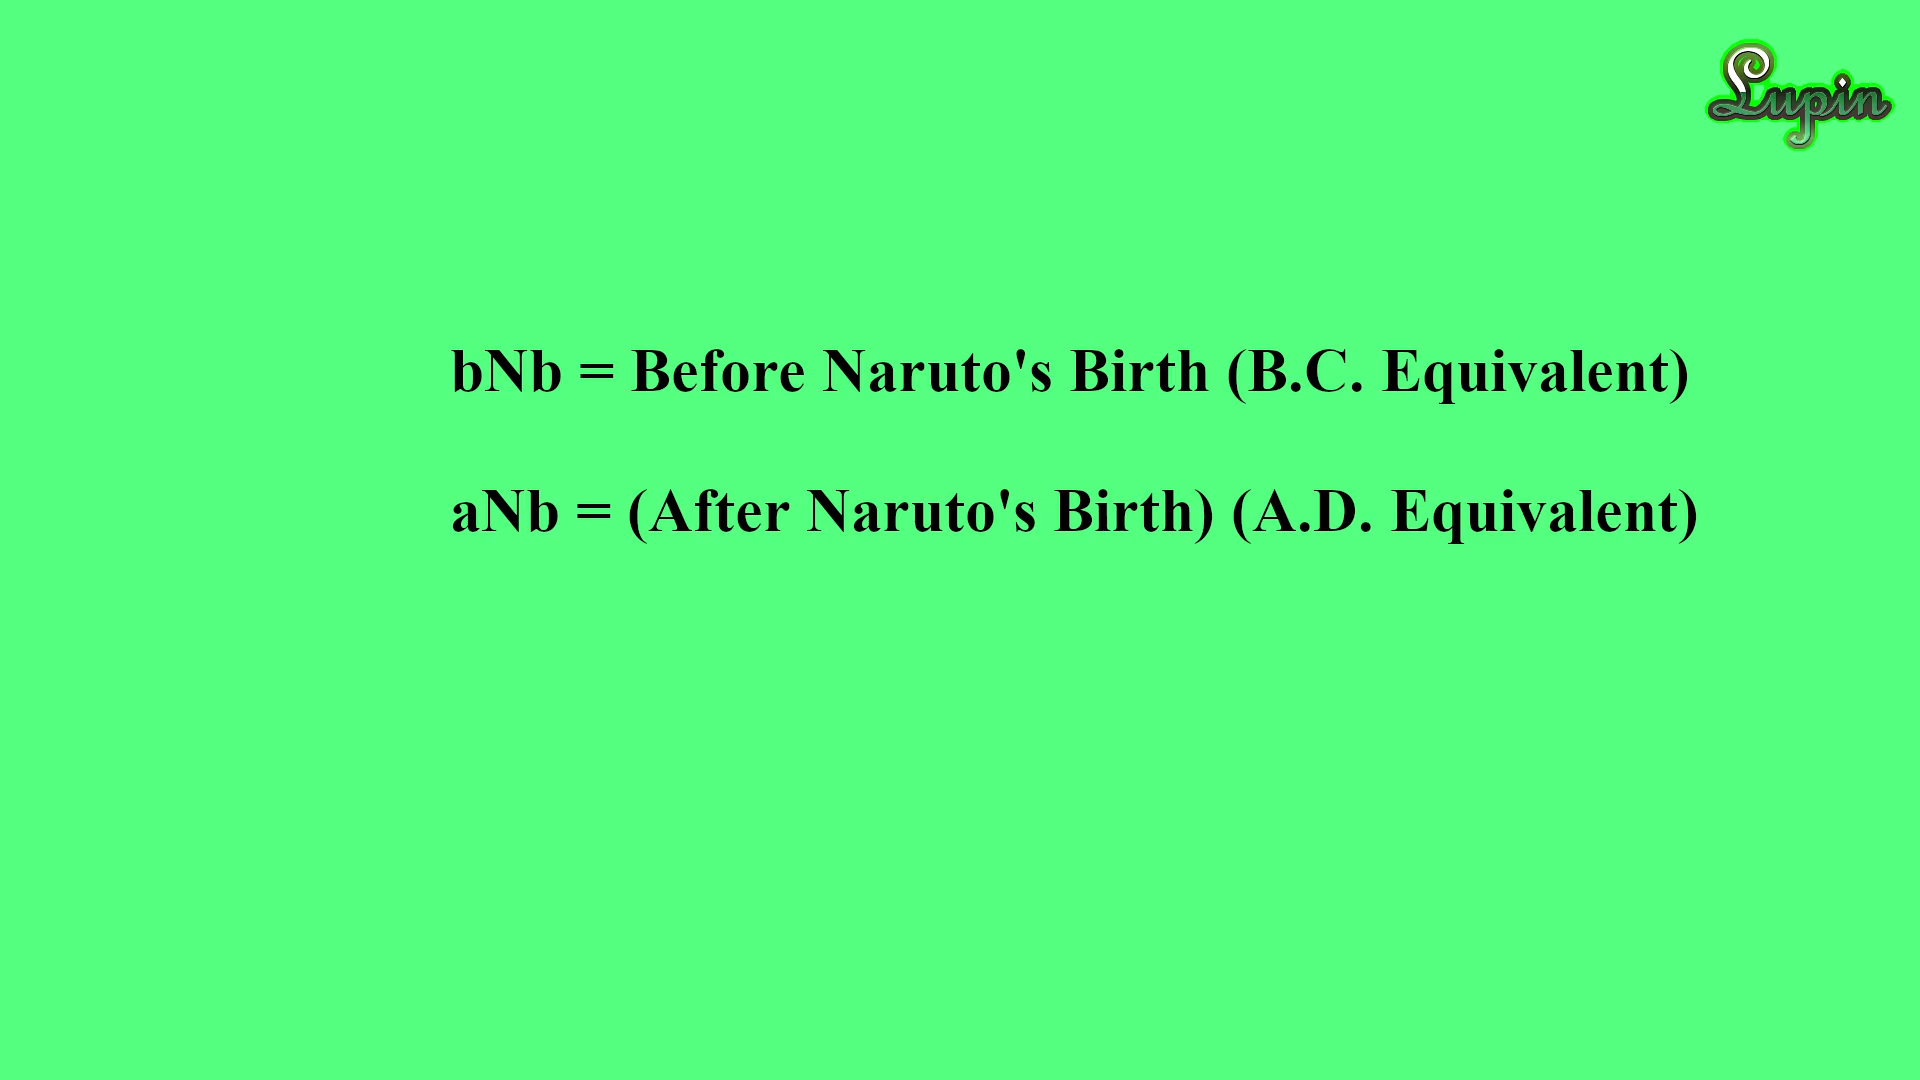 Lupin
bNb = Before Naruto's Birth (B.C. Equivalent)
aNb = (After Naruto's Birth) (A.D. Equivalent)